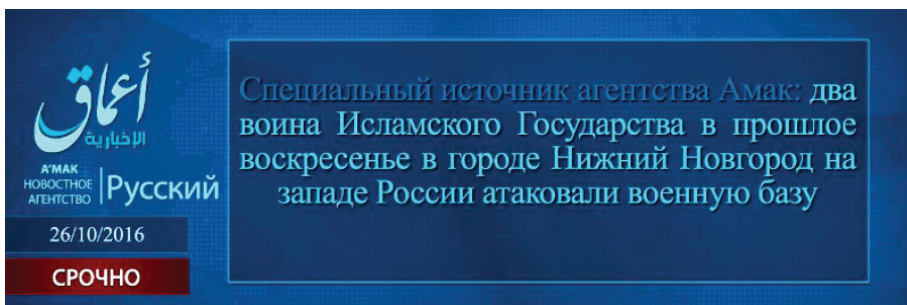 أعماق
الإخبارية
А'МАК
НОВОСТНОЕ
АГЕНТСТВО
Русский
26/10/2016
СРОЧНО
Специальный источник агентства Амак: два
воина Исламского Государства в прошлое
воскресенье в городе Нижний Новгород на
западе России атаковали военную базу